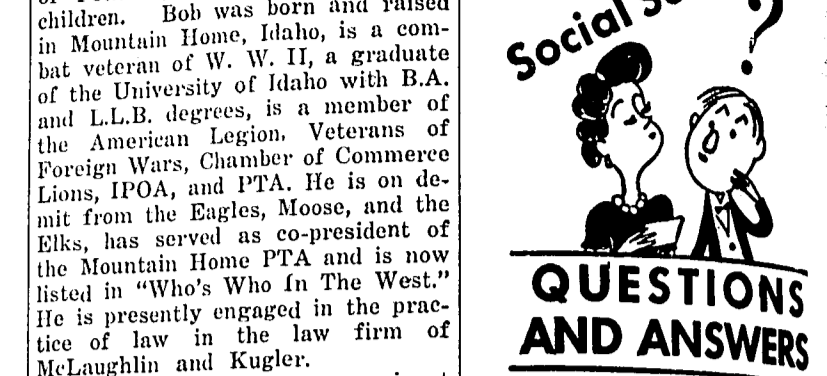 children. Bob was born and raised
in Mountain Home, Idaho, is a com-
bat veteran of W. W. II, a graduate
of the University of Idaho with B.A.
and L.L.B. degrees, is a member of
the American Legion, Veterans of
Foreign Wars, Chamber of Commerce
Lions, IPOA, and PTA. He is on de-
mit from the Eagles, Moose, and the
Elks, has served as co-president of
the Mountain Home PTA and is now
listed in "Who's Who In The West."
He is presently engaged in the prac-
tice of law in the law firm of
McLaughlin and Kugler.
Social
?
QUESTIONS
AND ANSWERS